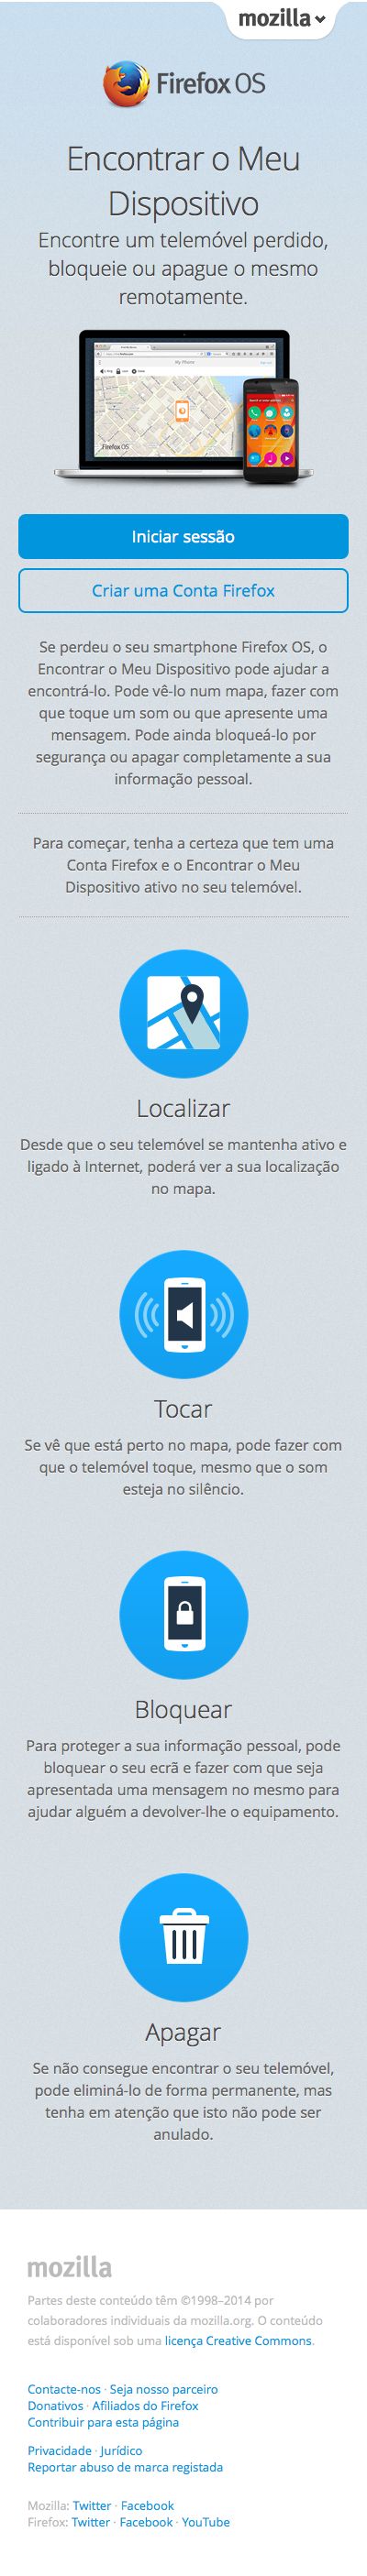 mozilla
Firefox OS
Encontrar o Meu
Dispositivo
Encontre um telemóvel perdido,
bloqueie ou apague o mesmo
remotamente.
My Phone
Firefox OS
Iniciar sessão
Criar uma Conta Firefox
Se perdeu o seu smartphone Firefox OS, o
Encontrar o Meu Dispositivo pode ajudar a
encontrá-lo. Pode vê-lo num mapa, fazer com
que toque um som ou que apresente uma
mensagem. Pode ainda bloqueá-lo por
segurança ou apagar completamente a sua
informação pessoal.
Para começar, tenha a certeza que tem uma
Conta Firefox e o Encontrar o Meu
Dispositivo ativo no seu telemóvel.
Localizar
Desde que o seu telemóvel se mantenha ativo e
ligado à Internet, poderá ver a sua localização
no mapa.
Tocar
Se vê que está perto no mapa, pode fazer com
que o telemóvel toque, mesmo que o som
esteja no silêncio.
Bloquear
Para proteger a sua informação pessoal, pode
bloquear o seu ecrã e fazer com que seja
apresentada uma mensagem no mesmo para
ajudar alguém a devolver-lhe o equipamento.
Apagar
Se não consegue encontrar o seu telemóvel,
pode eliminá-lo de forma permanente, mas
tenha em atenção que isto não pode ser
anulado.
mozilla
Partes deste conteúdo têm ©1998–2014 por
colaboradores individuais da mozilla.org. O conteúdo
está disponível sob uma licença Creative Commons.
Contacte-nos · Seja nosso parceiro
Donativos · Afiliados do Firefox
Contribuir para esta página
Privacidade · Jurídico
Reportar abuso de marca registada
Mozilla: Twitter · Facebook
Firefox: Twitter · Facebook · YouTube